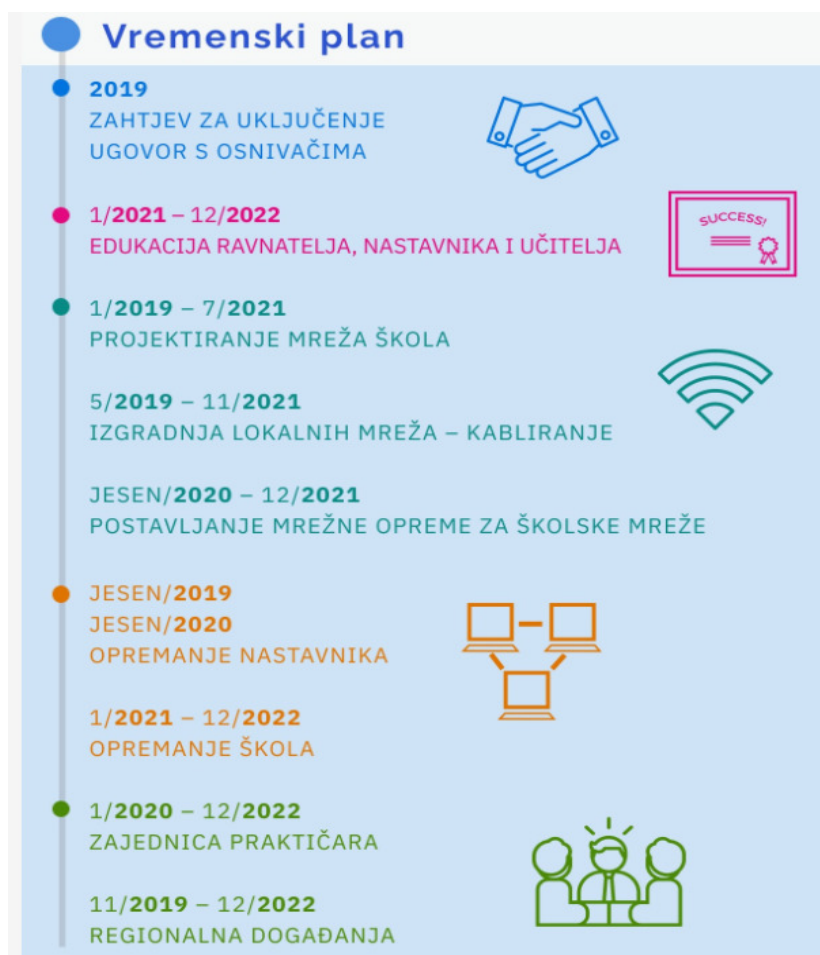 Vremenski plan
2019
ZAHTJEV ZA UKLJUČENJE
UGOVOR S OSNIVAČIMA
SUCCESS!
1/2021 – 12/2022
EDUKACIJA RAVNATELJA, NASTAVNIKA I UČITELJA
1/2019 – 7/2021
PROJEKTIRANJE MREŽA ŠKOLA
5/2019 – 11/2021
IZGRADNJA LOKALNIH MREŽA – KABLIRANJE
JESEN/2020 – 12/2021
POSTAVLJANJE MREŽNE OPREME ZA ŠKOLSKE MREŽE
JESEN/2019
JESEN/2020
OPREMANJE NASTAVNIKA
1/2021 – 12/2022
OPREMANJE ŠKOLA
1/2020 – 12/2022
ZAJEDNICA PRAKTIČARA
11/2019 – 12/2022
REGIONALNA DOGAĐANJA